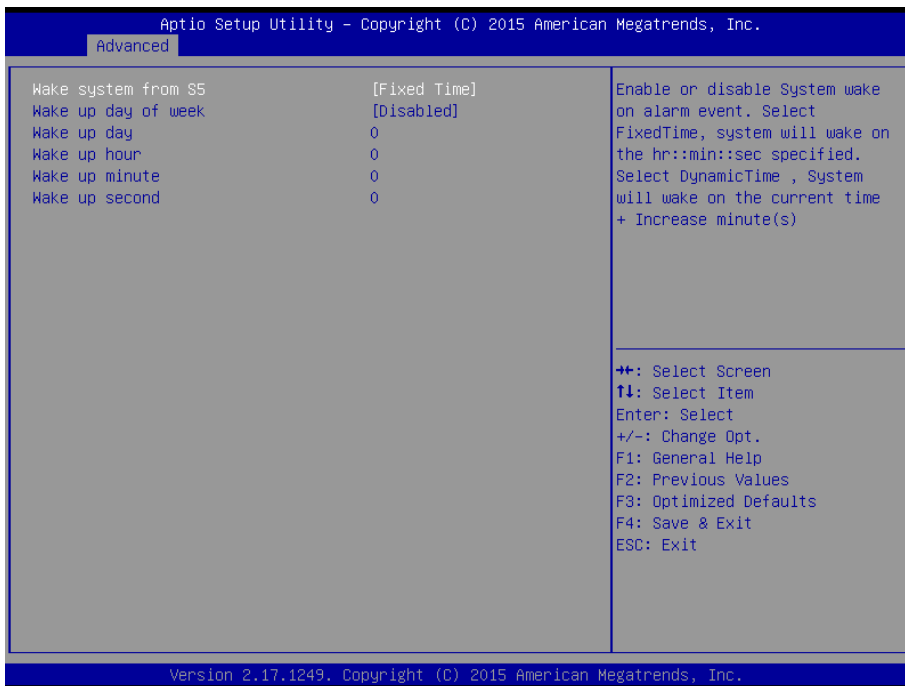 Aptio Setup Utility – Copyright (C) 2015 American Megatrends, Inc.
Advanced
Wake system from S5 [Fixed Time]
Wake up day of week [Disabled]
Wake up day 0
Wake up hour 0
Wake up minute 0
Wake up second 0
Enable or disable System wake
on alarm event. Select
FixedTime, system will wake on
the hr::min::sec specified.
Select DynamicTime , System
will wake on the current time
+ Increase minute(s)
→←: Select Screen
↑↓: Select Item
Enter: Select
+/-: Change Opt.
F1: General Help
F2: Previous Values
F3: Optimized Defaults
F4: Save & Exit
ESC: Exit
Version 2.17.1249. Copyright (C) 2015 American Megatrends, Inc.